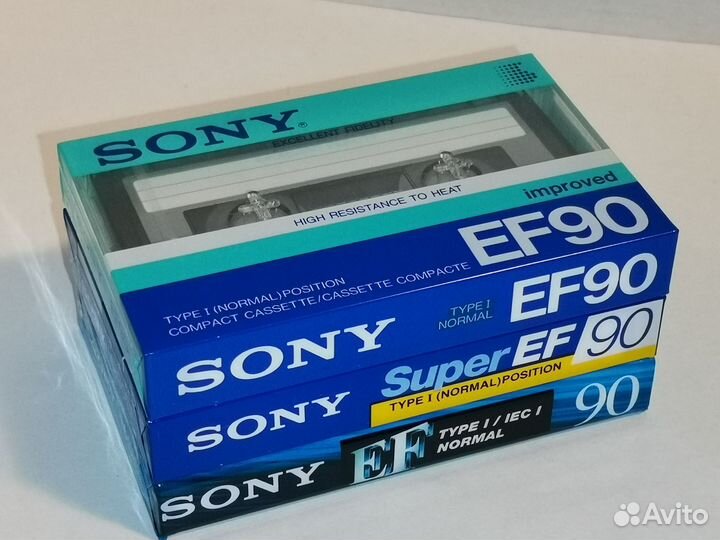 SONY®
EXCELLENT FIDELITY
HIGH RESISTANCE TO HEAT
improved
EF90
TYPE I (NORMAL) POSITION
COMPACT CASSETTE/CASSETTE COMPACTE
SONY
TYPE I
NORMAL
EF90
SONY
Super EF 90
TYPE I (NORMAL) POSITION
SONY
EF
TYPE I / IEC I
NORMAL
90
Avito